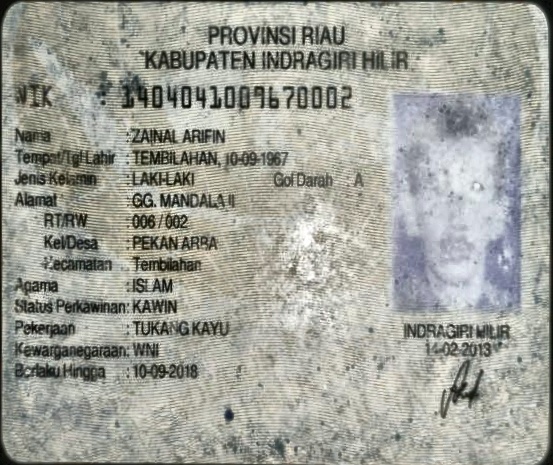 PROVINSI RIAU
KABUPATEN INDRAGIRI HILIR
NIK : 1404041009670002
Nama : ZAINAL ARIFIN
Tempat/Tgl Lahir : TEMBILAHAN, 10-09-1967
Jenis Kelamin : LAKI-LAKI Gol Darah : A
Alamat : GG. MANDALA II
RT/RW : 006 / 002
Kel/Desa : PEKAN ARBA
Kecamatan : Tembilahan
Agama : ISLAM
Status Perkawinan: KAWIN
Pekerjaan : TUKANG KAYU
Kewarganegaraan: WNI
Berlaku Hingga : 10-09-2018
INDRAGIRI HILIR
14-02-2013